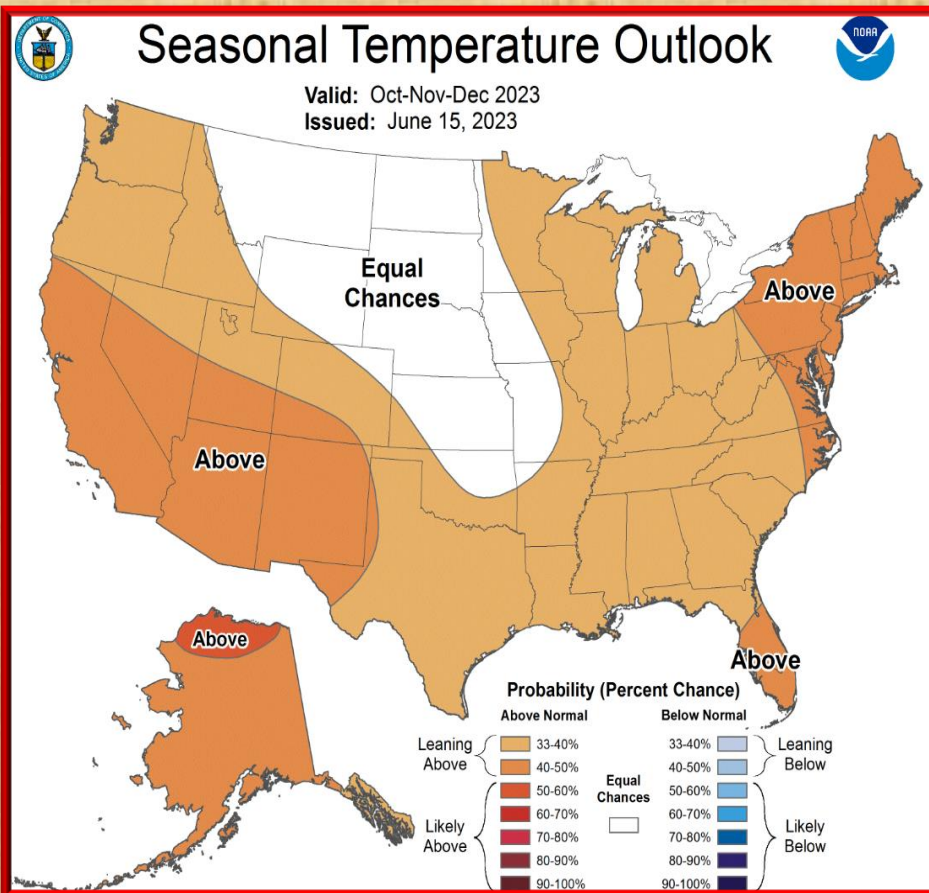 Seasonal Temperature Outlook
NOAA
Valid: Oct-Nov-Dec 2023
Issued: June 15, 2023
Equal
Chances
Above
Above
Above
Above
Probability (Percent Chance)
Above Normal
Below Normal
Leaning
Above
33-40%
40-50%
Likely
Above
50-60%
60-70%
70-80%
80-90%
90-100%
Equal
Chances
33-40%
40-50%
Leaning
Below
50-60%
60-70%
70-80%
80-90%
90-100%
Likely
Below